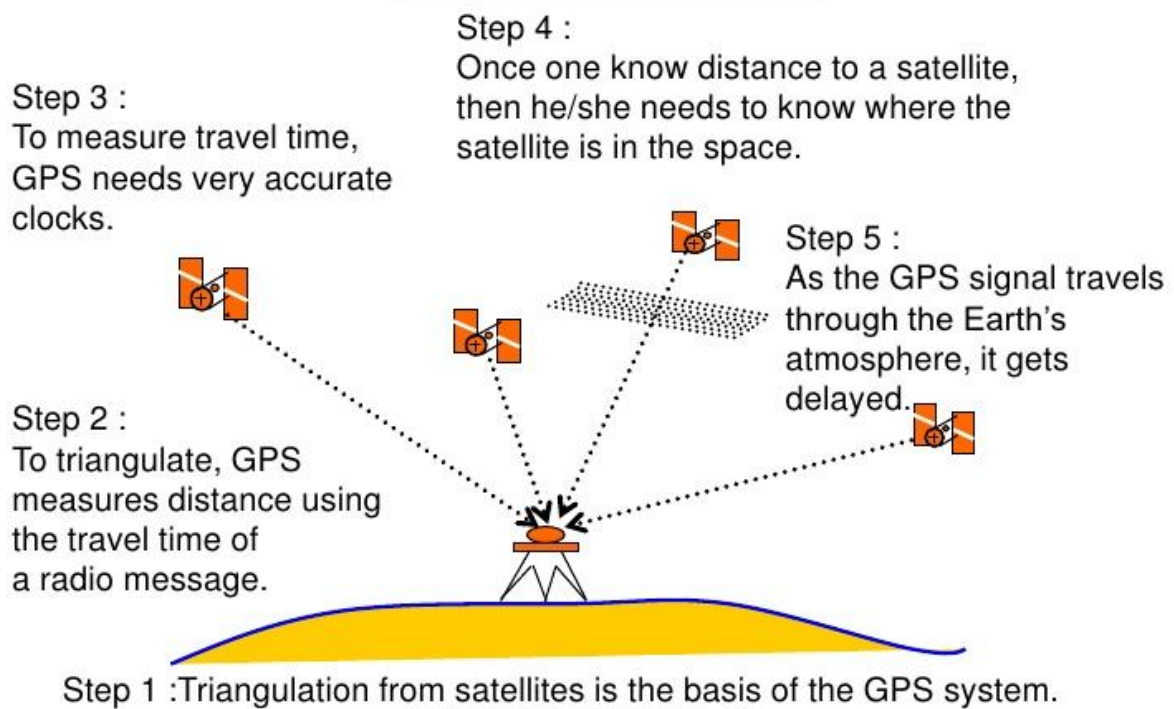 Step 4 :
Once one know distance to a satellite,
then he/she needs to know where the
satellite is in the space.
Step 3 :
To measure travel time,
GPS needs very accurate
clocks.
Step 5 :
As the GPS signal travels
through the Earth's
atmosphere, it gets
delayed.
Step 2 :
To triangulate, GPS
measures distance using
the travel time of
a radio message.
Step 1 :Triangulation from satellites is the basis of the GPS system.